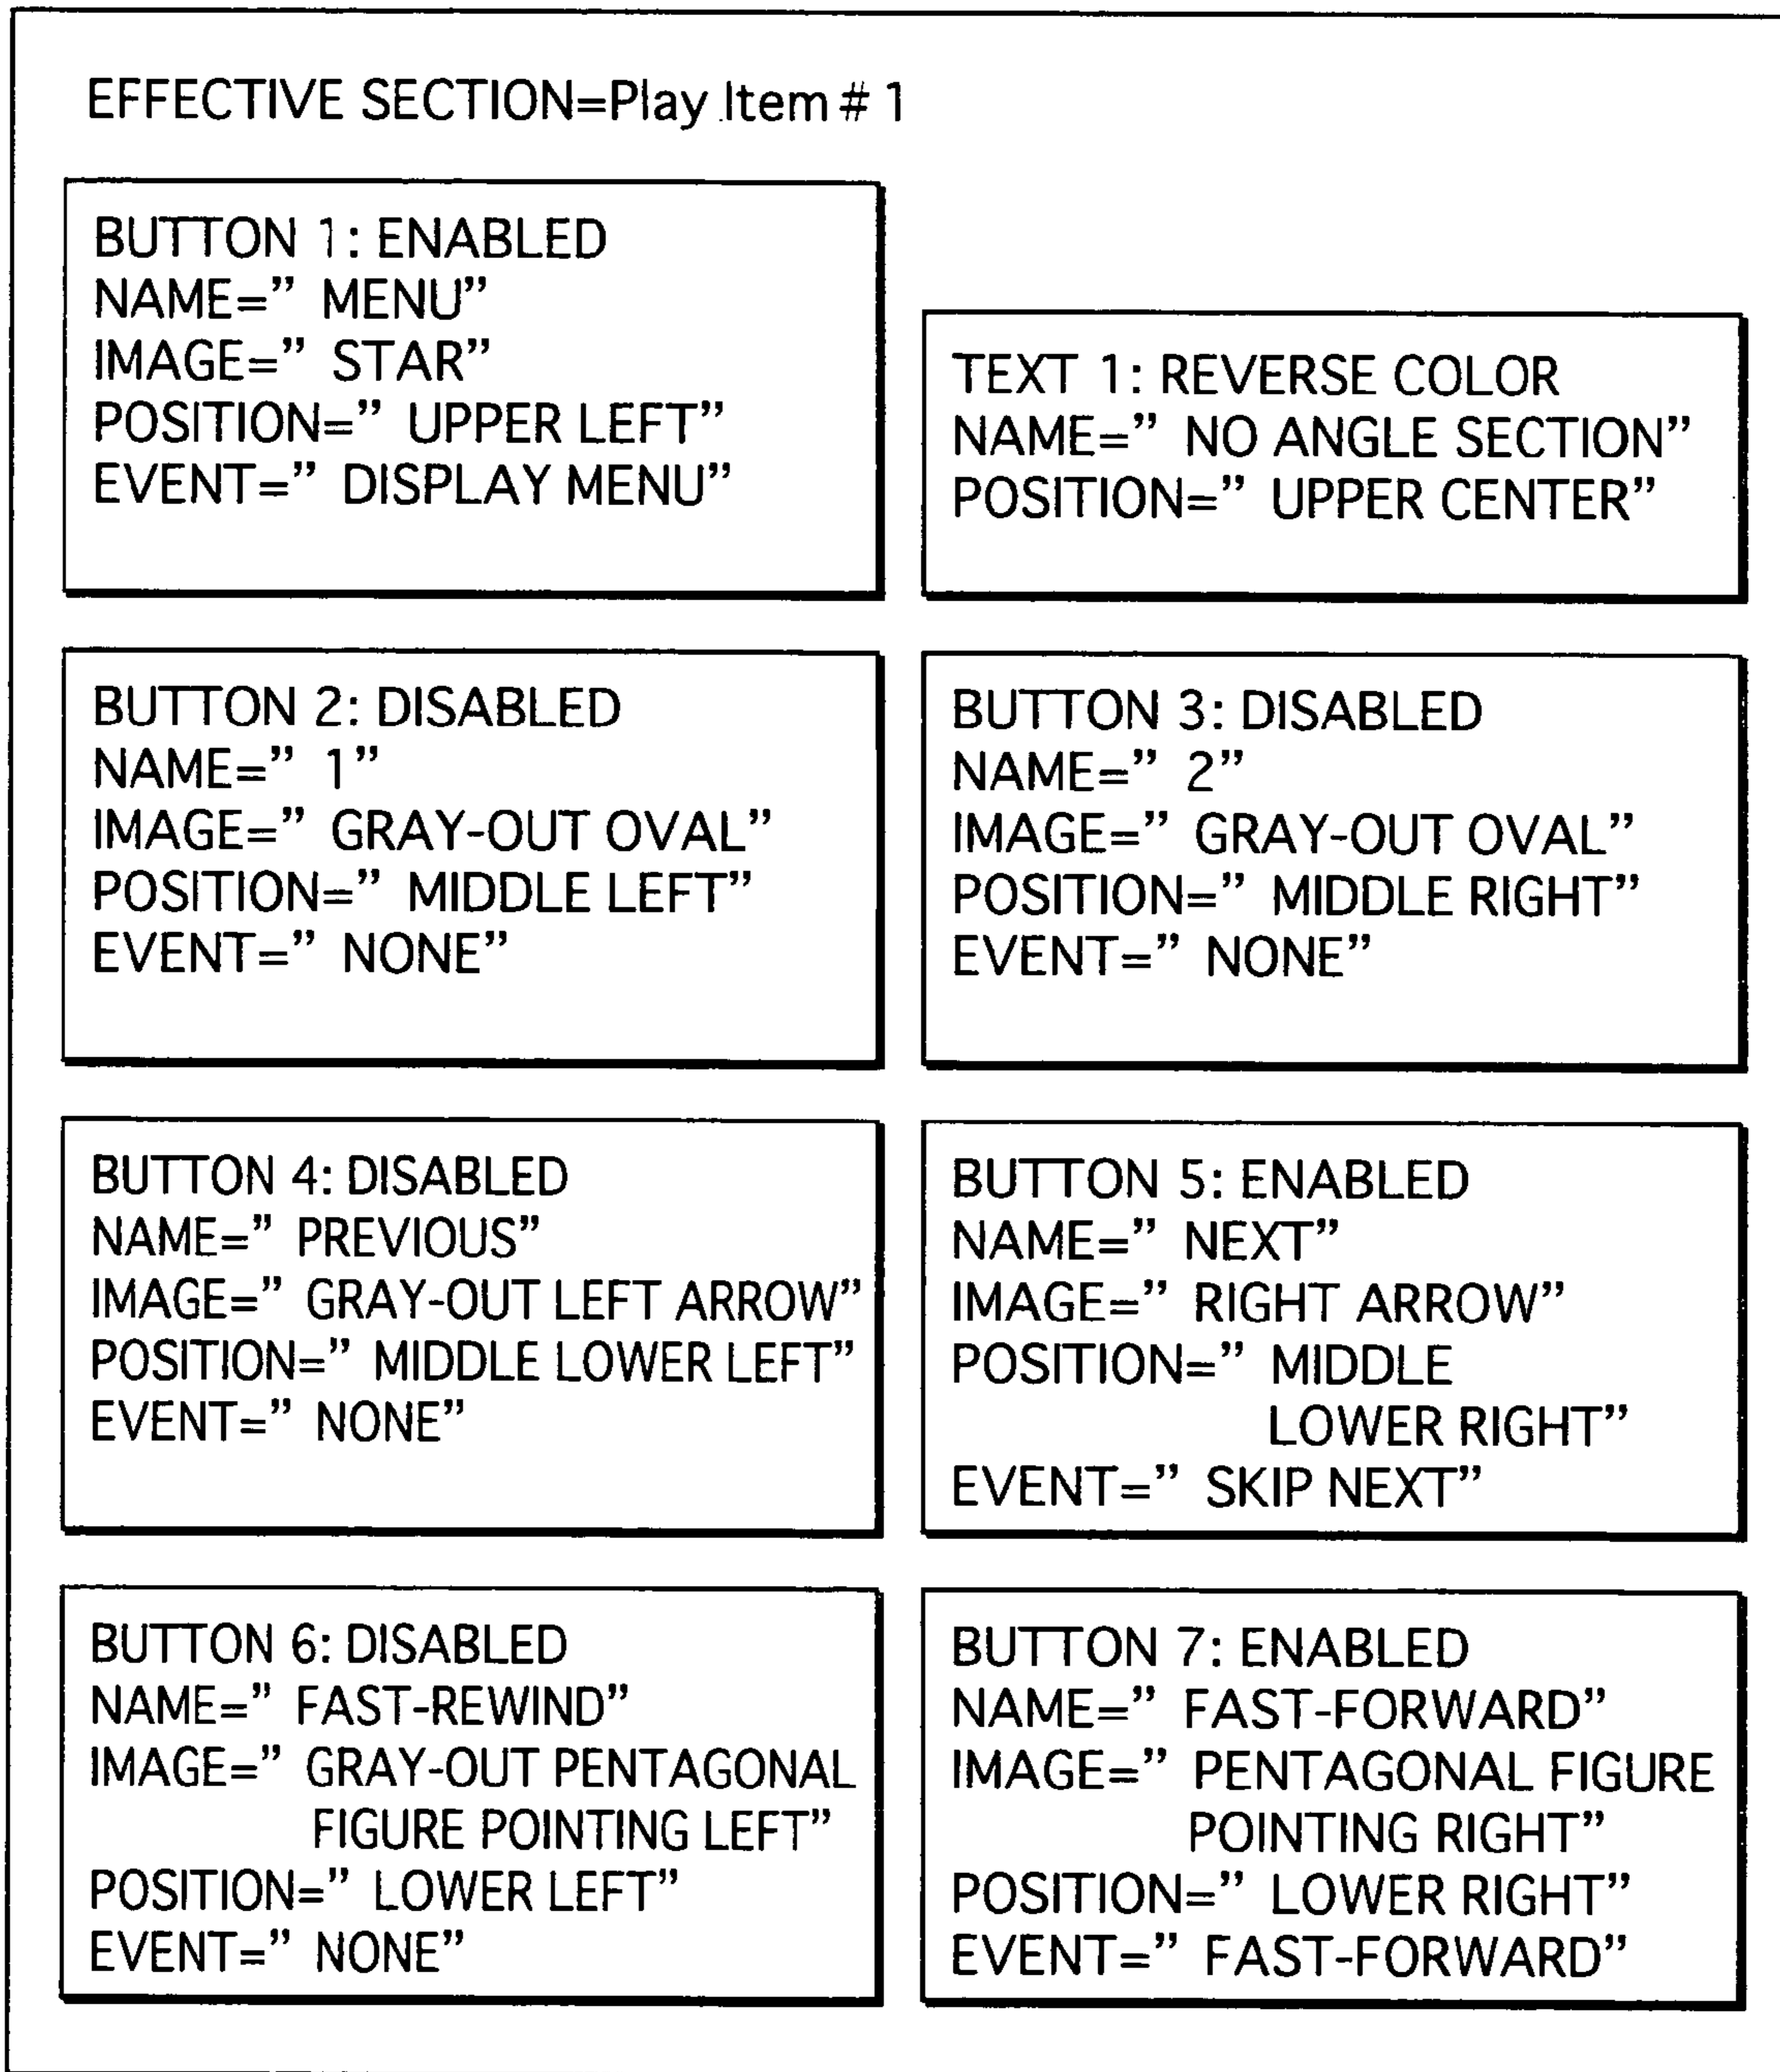 EFFECTIVE SECTION=Play Item # 1
BUTTON 1: ENABLED
NAME=” MENU”
IMAGE=” STAR”
POSITION=” UPPER LEFT”
EVENT=” DISPLAY MENU”
TEXT 1: REVERSE COLOR
NAME=” NO ANGLE SECTION”
POSITION=” UPPER CENTER”
BUTTON 2: DISABLED
NAME=” 1”
IMAGE=” GRAY-OUT OVAL”
POSITION=” MIDDLE LEFT”
EVENT=” NONE”
BUTTON 3: DISABLED
NAME=” 2”
IMAGE=” GRAY-OUT OVAL”
POSITION=” MIDDLE RIGHT”
EVENT=” NONE”
BUTTON 4: DISABLED
NAME=” PREVIOUS”
IMAGE=” GRAY-OUT LEFT ARROW”
POSITION=” MIDDLE LOWER LEFT”
EVENT=” NONE”
BUTTON 5: ENABLED
NAME=” NEXT”
IMAGE=” RIGHT ARROW”
POSITION=” MIDDLE
LOWER RIGHT”
EVENT=” SKIP NEXT”
BUTTON 6: DISABLED
NAME=” FAST-REWIND”
IMAGE=” GRAY-OUT PENTAGONAL
FIGURE POINTING LEFT”
POSITION=” LOWER LEFT”
EVENT=” NONE”
BUTTON 7: ENABLED
NAME=” FAST-FORWARD”
IMAGE=” PENTAGONAL FIGURE
POINTING RIGHT”
POSITION=” LOWER RIGHT”
EVENT=” FAST-FORWARD”